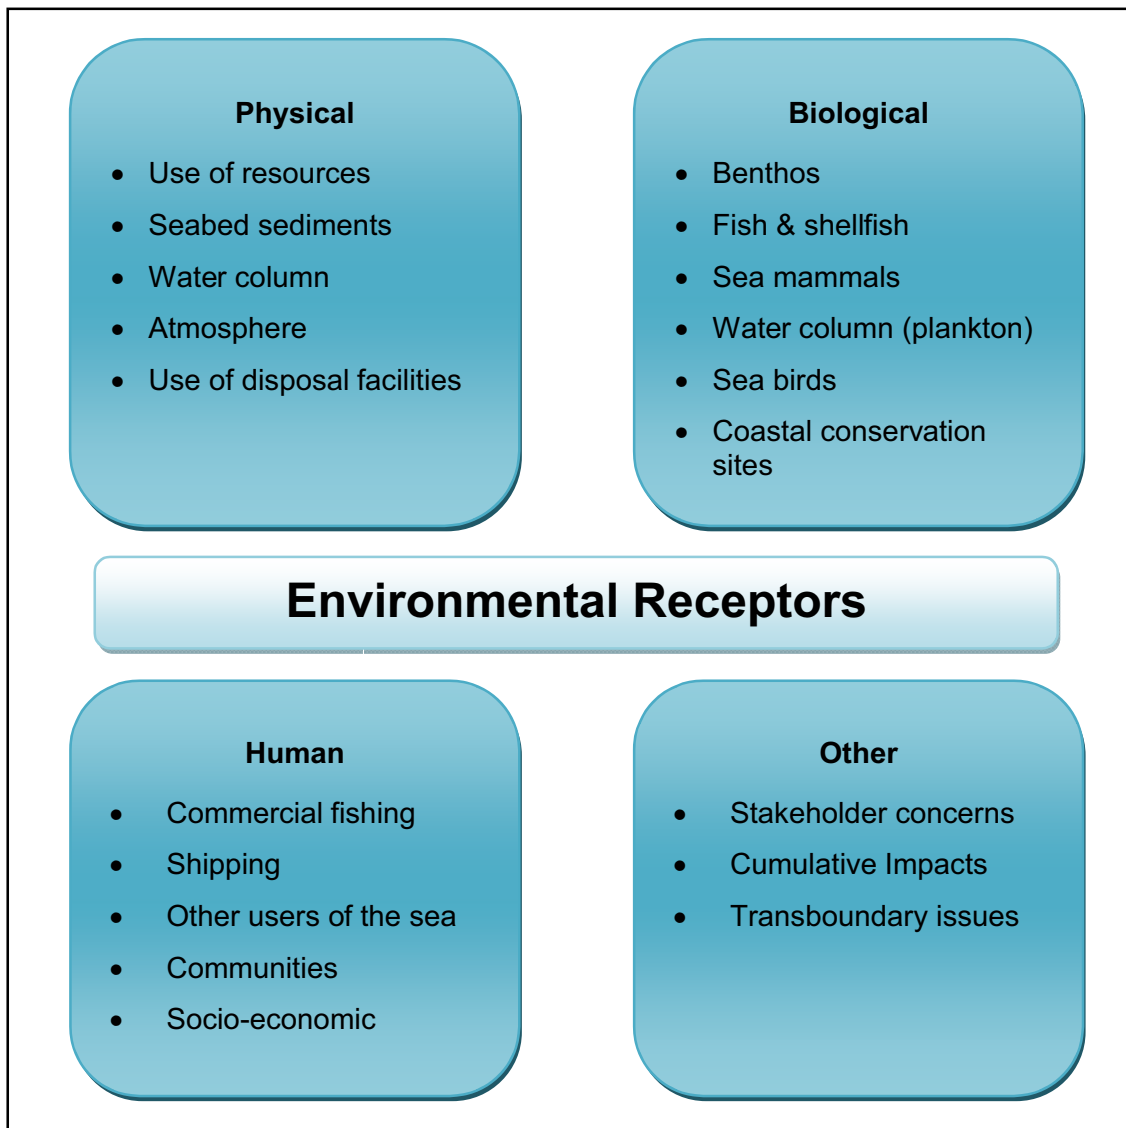 Physical
• Use of resources
• Seabed sediments
• Water column
• Atmosphere
• Use of disposal facilities
Biological
• Benthos
• Fish & shellfish
• Sea mammals
• Water column (plankton)
• Sea birds
• Coastal conservation
sites
Environmental Receptors
Human
• Commercial fishing
• Shipping
• Other users of the sea
• Communities
• Socio-economic
Other
• Stakeholder concerns
• Cumulative Impacts
• Transboundary issues